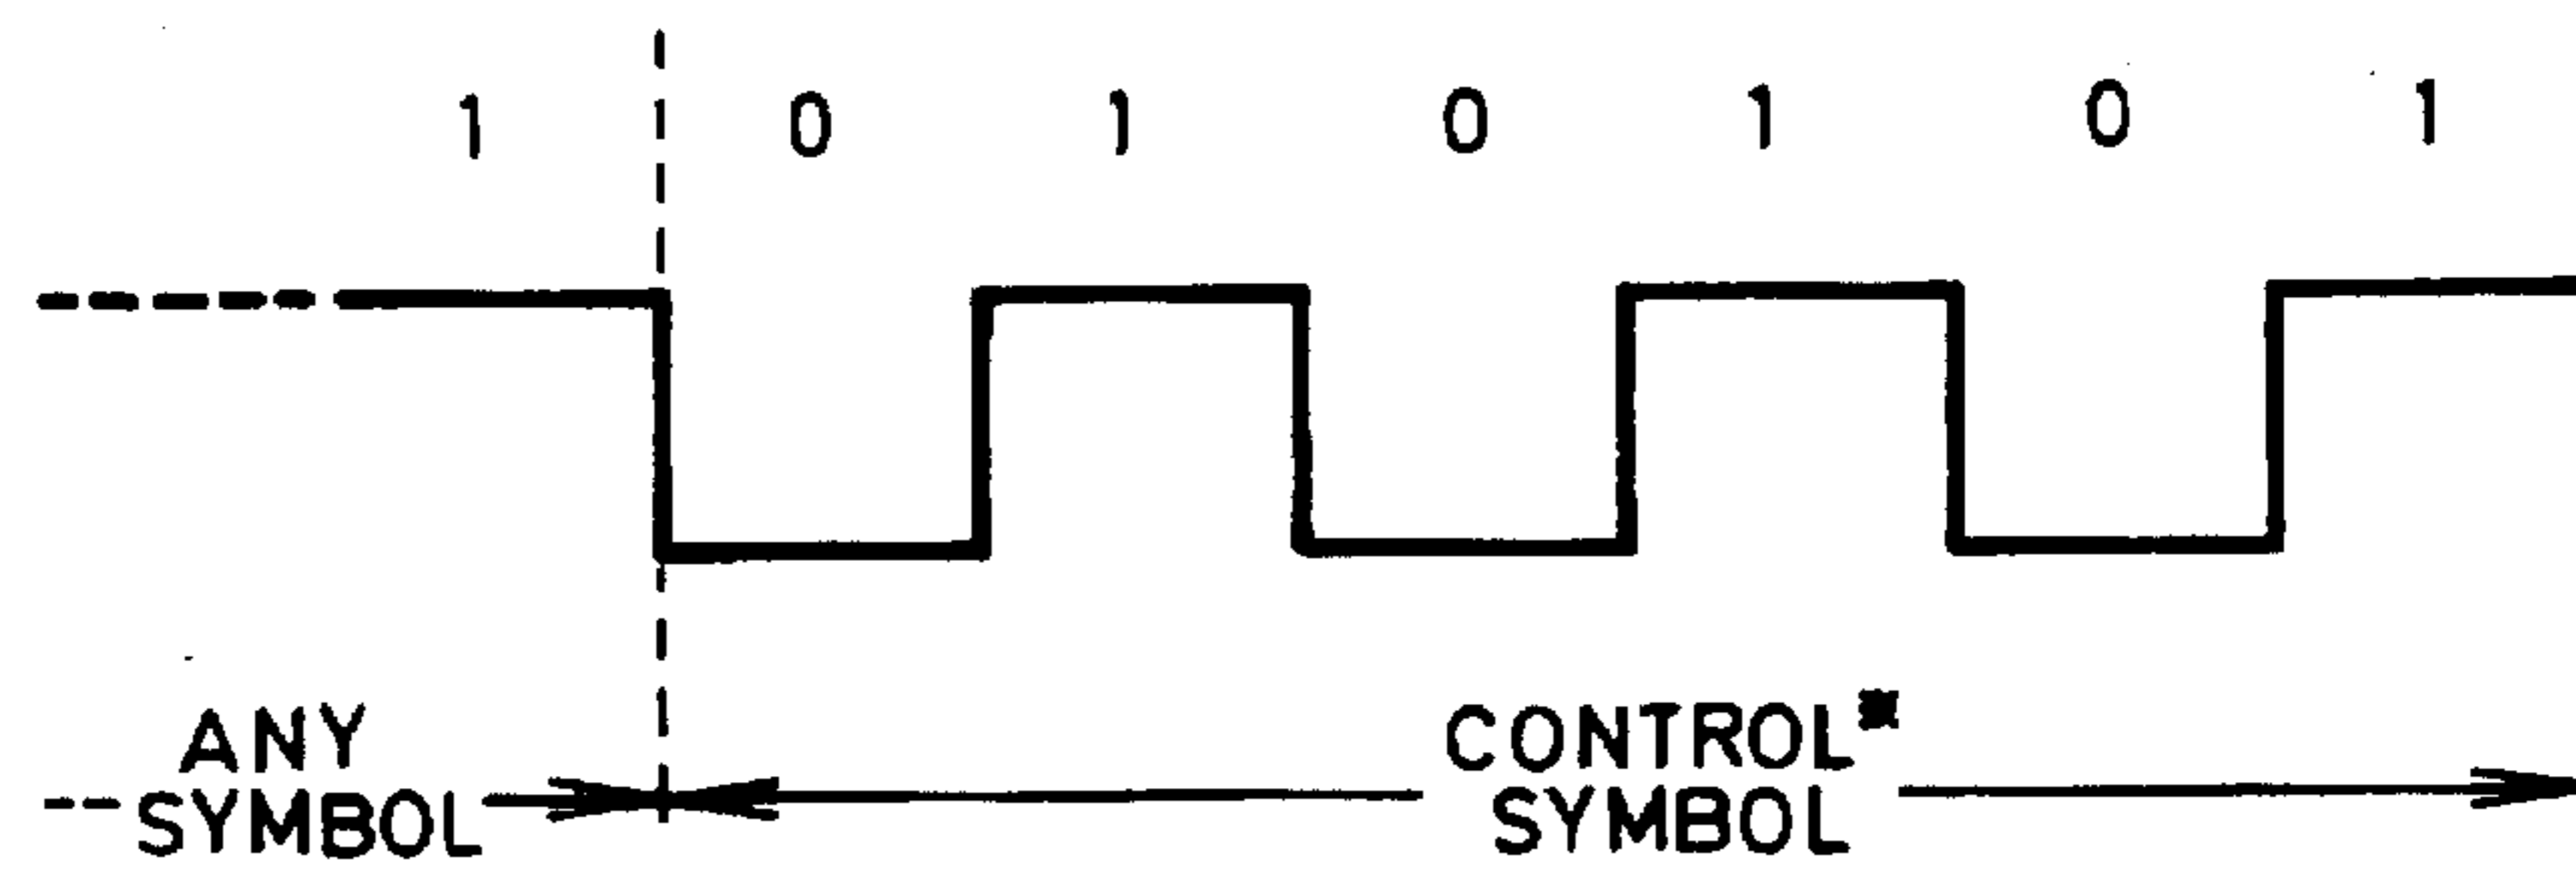 1 0 1 0 1 0 1
ANY
SYMBOL
CONTROL*
SYMBOL